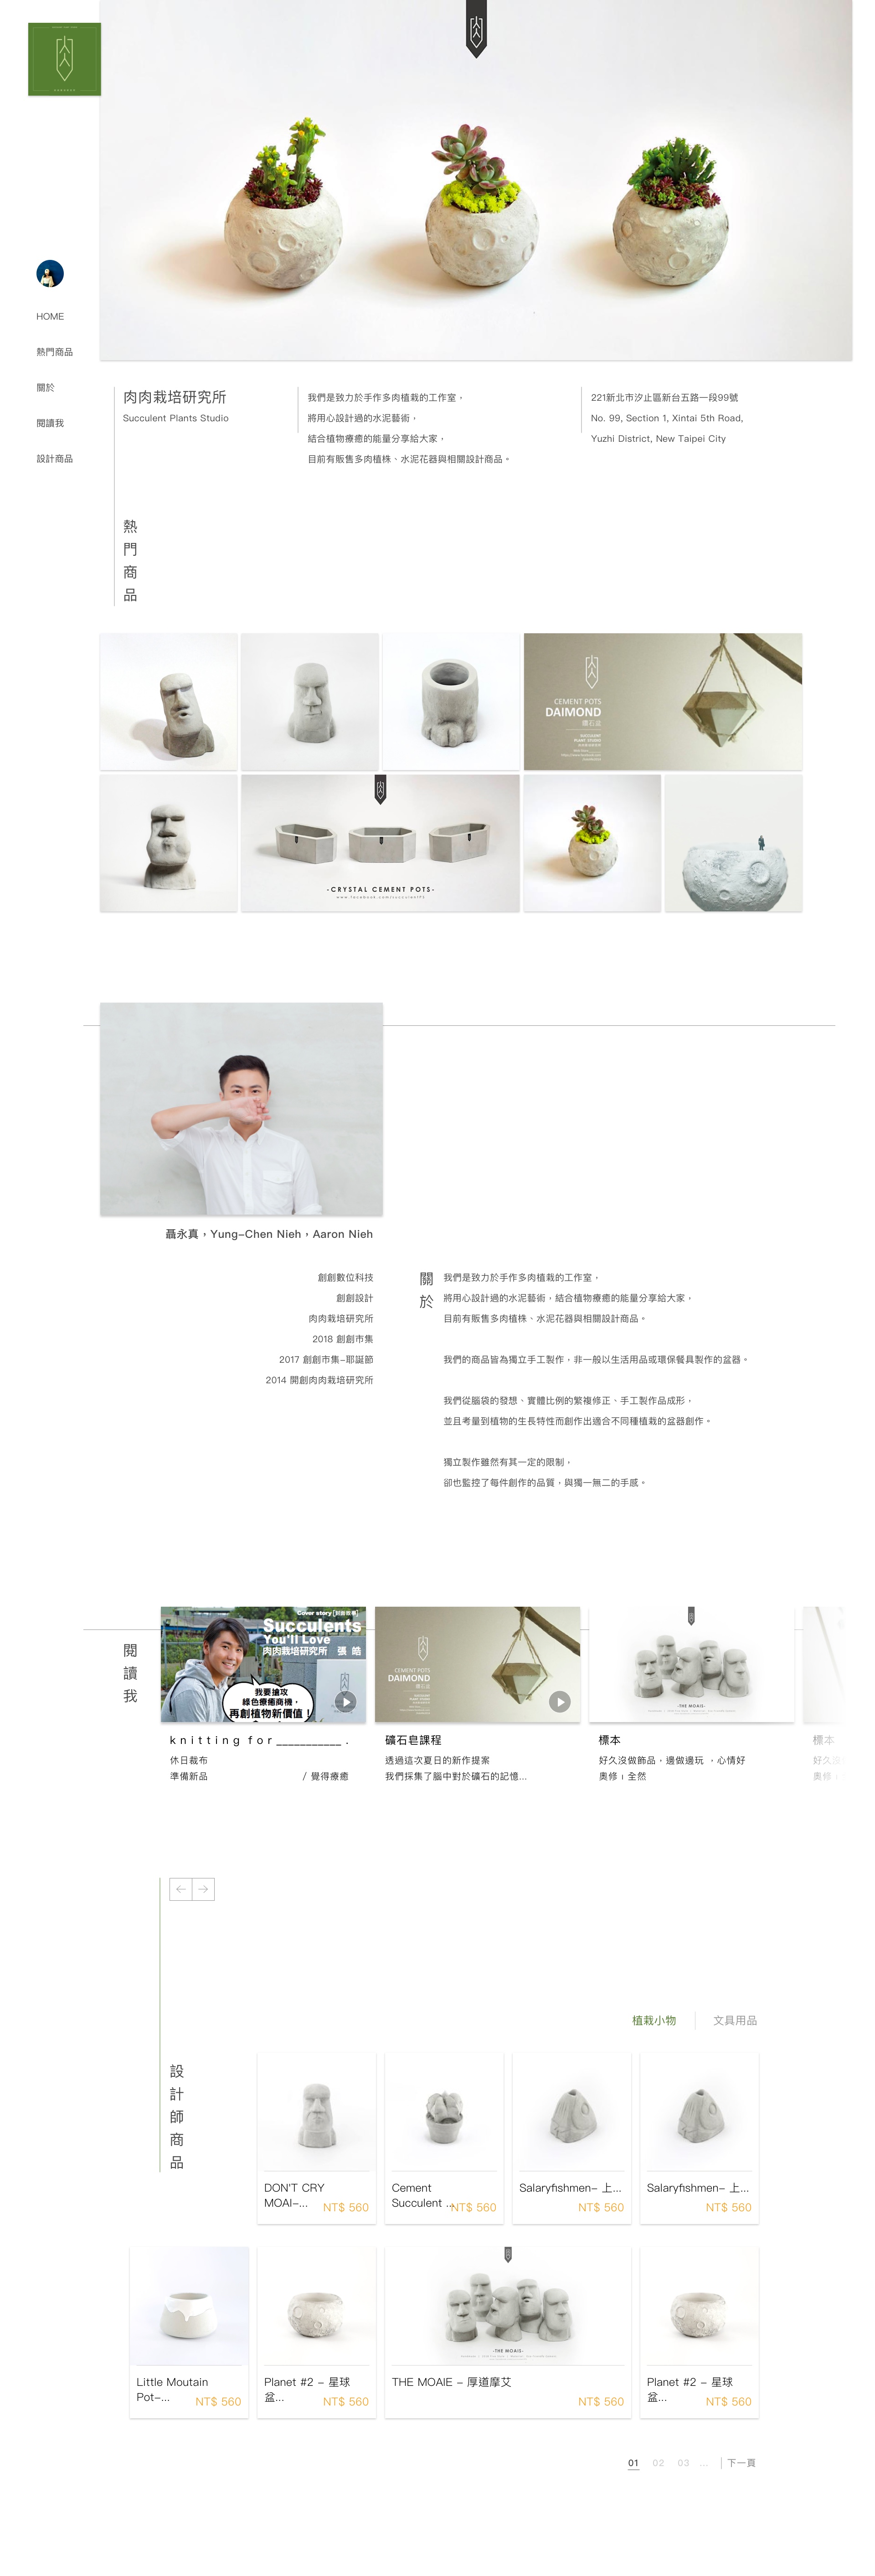 HOME
熱門商品
關於
閱讀我
設計商品
肉肉栽培研究所
Succulent Plants Studio
我們是致力於手作多肉植栽的工作室，
將用心設計過的水泥藝術，
結合植物療癒的能量分享給大家，
目前有販售多肉植株、水泥花器與相關設計商品。
221新北市汐止區新台五路一段99號
No. 99, Section 1, Xintai 5th Road,
Yuzhi District, New Taipei City
熱門商品
CEMENT POTS
DAIMOND
礦石盆
SUCCULENT
PLANT STUDIO
-CRYSTAL CEMENT POTS-
www.facebook.com/succulent92
聶永真，Yung-Chen Nieh，Aaron Nieh
創創數位科技
創創設計
肉肉栽培研究所
2018 創創市集
2017 創創市集-耶誕節
2014 開創肉肉栽培研究所
關於
我們是致力於手作多肉植栽的工作室，
將用心設計過的水泥藝術，結合植物療癒的能量分享給大家，
目前有販售多肉植株、水泥花器與相關設計商品。
我們的商品皆為獨立手工製作，非一般以生活用品或環保餐具製作的盆器。
我們從腦袋的發想、實體比例的繁複修正、手工製作品成形，
並且考量到植物的生長特性而創作出適合不同種植栽的盆器創作。
獨立製作雖然有其一定的限制，
卻也監控了每件創作的品質，與獨一無二的手感。
閱讀我
Cover story [封面故事]
Succulents
You'll Love
肉肉栽培研究所 張 皓
我要搶攻
綠色療癒商機，
再創植物新價值！
knitting for___________.
休日裁布
準備新品 / 覺得療癒
CEMENT POTS
DAIMOND
礦石盆
SUCCULENT
PLANT STUDIO
礦石皂課程
透過這次夏日的新作提案
我們採集了腦中對於礦石的記憶...
-THE MOAIS-
標本
好久沒做飾品，邊做邊玩 ，心情好
奧修，全然
標本
好久沒
奧修
← →
植栽小物
文具用品
設計師商品
DON'T CRY
MOAI-...
NT$ 560
Cement
Succulent ...
NT$ 560
Salaryfishmen- 上...
NT$ 560
Salaryfishmen- 上...
NT$ 560
Little Moutain
Pot-...
NT$ 560
Planet #2 - 星球
盆...
NT$ 560
-THE MOAIS-
THE MOAIE - 厚道摩艾
NT$ 560
Planet #2 - 星球
盆...
NT$ 560
01 02 03 ... 下一頁